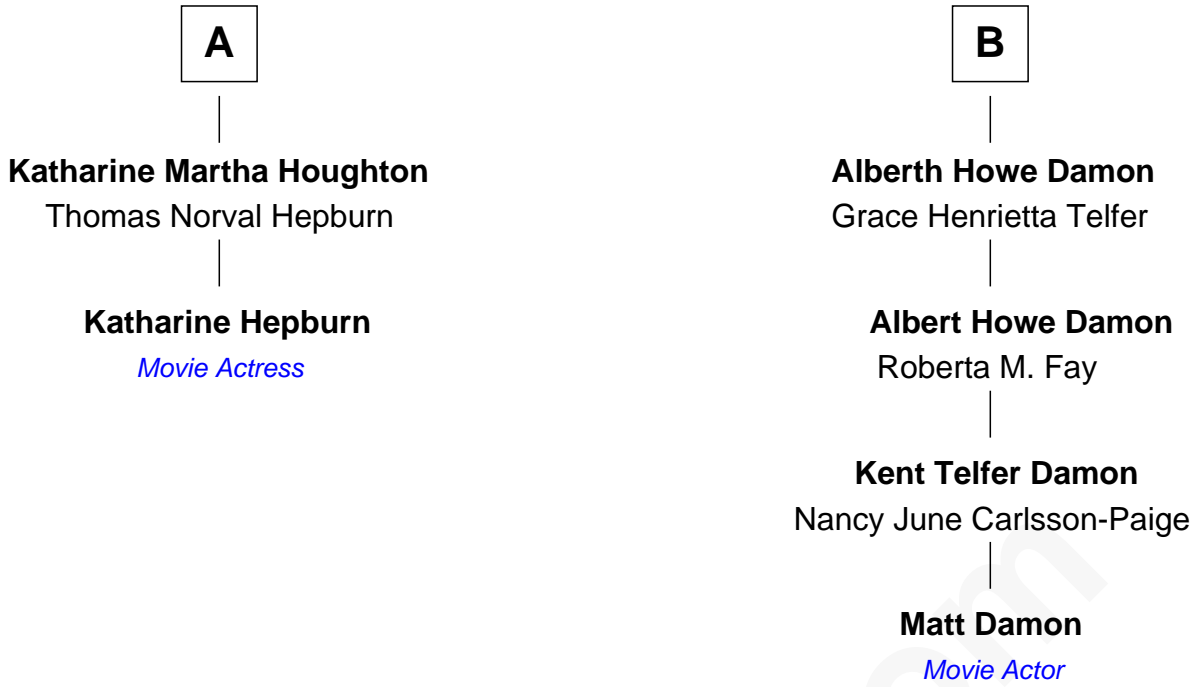 A
Katharine Martha Houghton
Thomas Norval Hepburn
Katharine Hepburn
Movie Actress
B
Alberth Howe Damon
Grace Henrietta Telfer
Albert Howe Damon
Roberta M. Fay
Kent Telfer Damon
Nancy June Carlsson-Paige
Matt Damon
Movie Actor